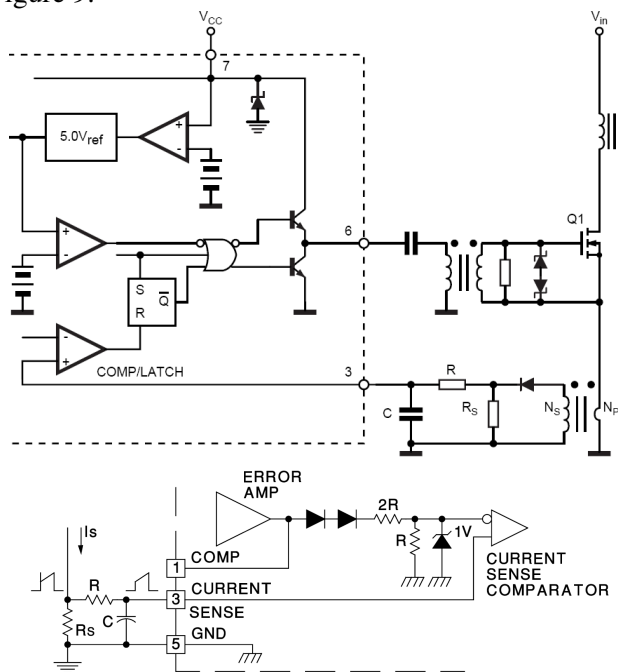 igure 9.
VCC
Vin
7
5.0Vref
+
-
Q1
6
+
-
S
R
Q
-
+
COMP/LATCH
3
R
C
RS
NS
NP
ERROR
AMP
2R
Is
R
1V
1
COMP
R
3
CURRENT
SENSE
CURRENT
SENSE
COMPARATOR
C
Rs
5
GND